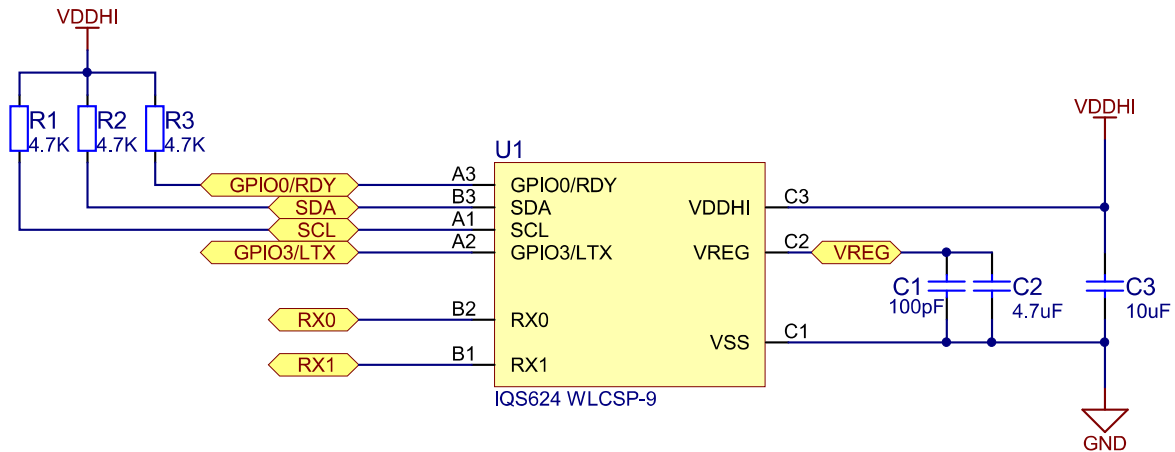 VDDHI
R1
4.7K
R2
4.7K
R3
4.7K
U1
A3
B3
A1
A2
B2
B1
GPIO0/RDY
SDA
SCL
GPIO3/LTX
RX0
RX1
GPIO0/RDY
SDA
SCL
GPIO3/LTX
RX0
RX1
VDDHI
VREG
VSS
IQS624 WLCSP-9
C3
C2
C1
VREG
VDDHI
C1
100pF
C2
4.7uF
C3
10uF
GND